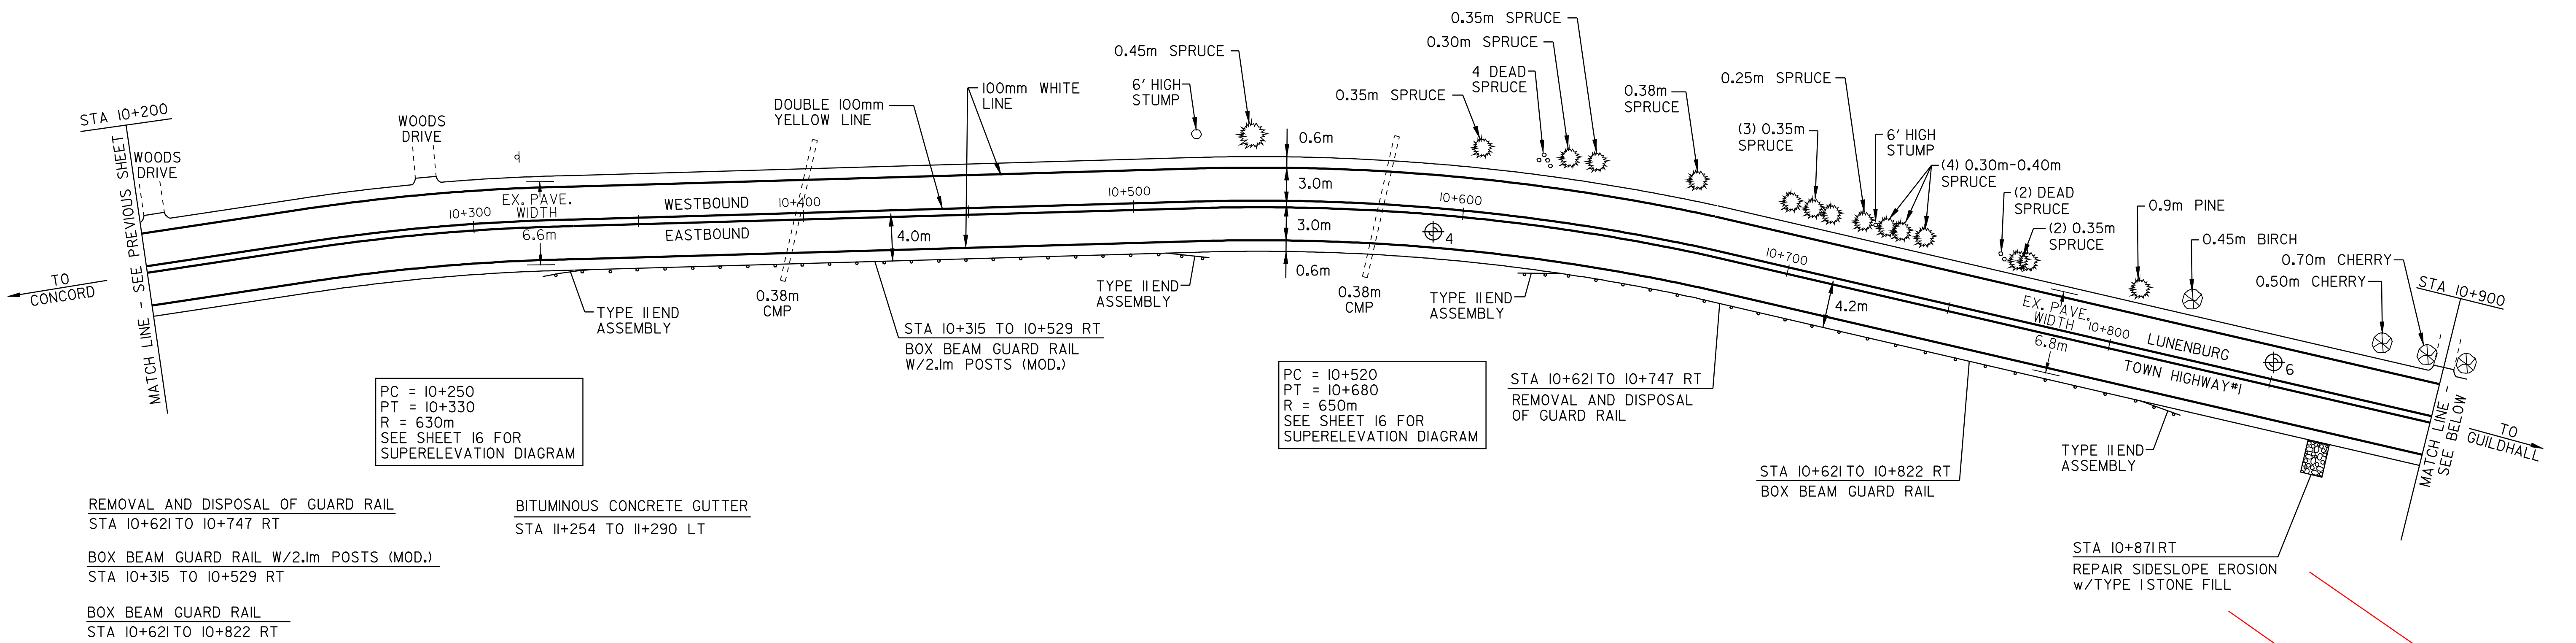 STA 10+200
MATCH LINE - SEE PREVIOUS SHEET
TO
CONCORD
WOODS
DRIVE
WOODS
DRIVE
10+300
EX. PAVE.
WIDTH
6.6m
TYPE II END
ASSEMBLY
WESTBOUND
EASTBOUND
DOUBLE 100mm
YELLOW LINE
10+400
0.38m
CMP
4.0m
100mm WHITE
LINE
STA 10+315 TO 10+529 RT
BOX BEAM GUARD RAIL
W/2.1m POSTS (MOD.)
10+500
6' HIGH
STUMP
0.45m SPRUCE
TYPE II END
ASSEMBLY
0.6m
3.0m
3.0m
0.6m
0.38m
CMP
0.35m SPRUCE
4 DEAD
SPRUCE
0.30m SPRUCE
0.35m SPRUCE
10+600
4
TYPE II END
ASSEMBLY
0.38m
SPRUCE
0.25m SPRUCE
(3) 0.35m
SPRUCE
6' HIGH
STUMP
(4) 0.30m-0.40m
SPRUCE
(2) DEAD
SPRUCE
(2) 0.35m
SPRUCE
0.9m PINE
0.45m BIRCH
0.70m CHERRY
0.50m CHERRY
STA 10+900
10+700
4.2m
EX. PAVE.
WIDTH
6.8m
10+800
LUNENBURG
TOWN HIGHWAY#1
6
TYPE II END
ASSEMBLY
MATCH LINE -
SEE BELOW
TO
GUILDHALL
PC = 10+250
PT = 10+330
R = 630m
SEE SHEET 16 FOR
SUPERELEVATION DIAGRAM
PC = 10+520
PT = 10+680
R = 650m
SEE SHEET 16 FOR
SUPERELEVATION DIAGRAM
STA 10+621 TO 10+747 RT
REMOVAL AND DISPOSAL
OF GUARD RAIL
STA 10+621 TO 10+822 RT
BOX BEAM GUARD RAIL
STA 10+871 RT
REPAIR SIDESLOPE EROSION
w/TYPE I STONE FILL
REMOVAL AND DISPOSAL OF GUARD RAIL
STA 10+621 TO 10+747 RT
BOX BEAM GUARD RAIL W/2.1m POSTS (MOD.)
STA 10+315 TO 10+529 RT
BOX BEAM GUARD RAIL
STA 10+621 TO 10+822 RT
BITUMINOUS CONCRETE GUTTER
STA 11+254 TO 11+290 LT